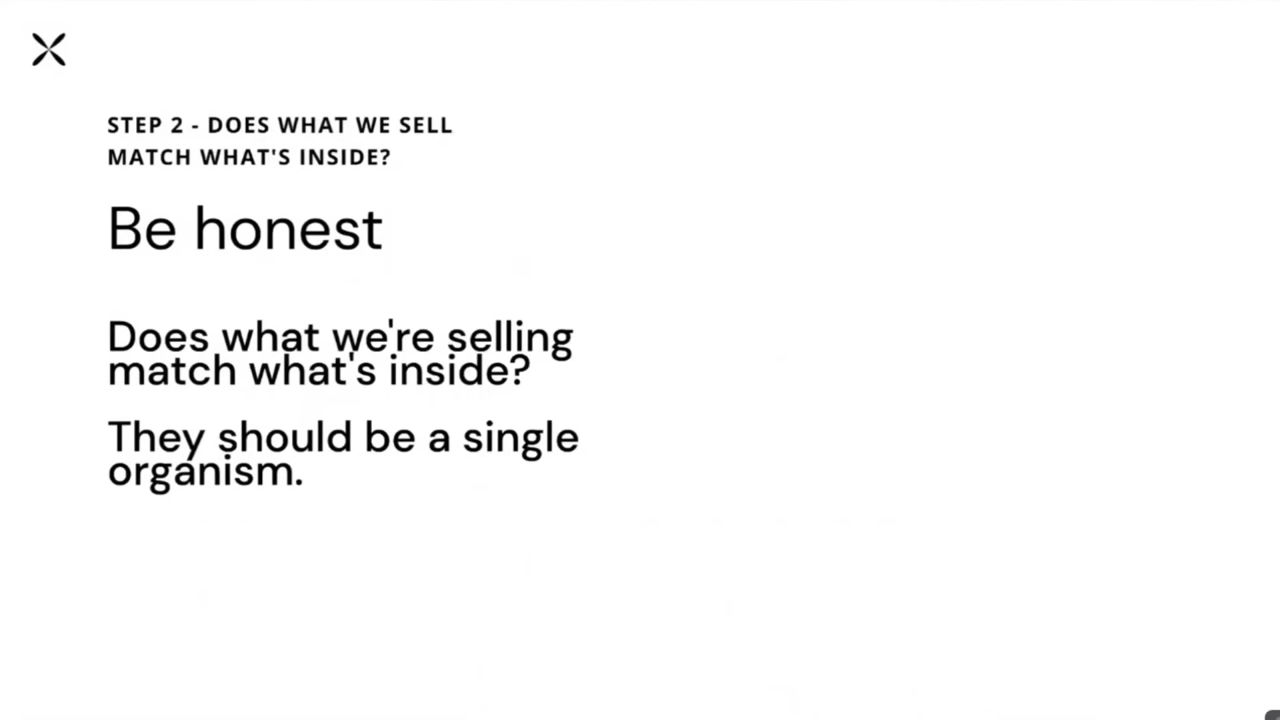 STEP 2 - DOES WHAT WE SELL
MATCH WHAT'S INSIDE?
Be honest
Does what we're selling
match what's inside?
They should be a single
organism.